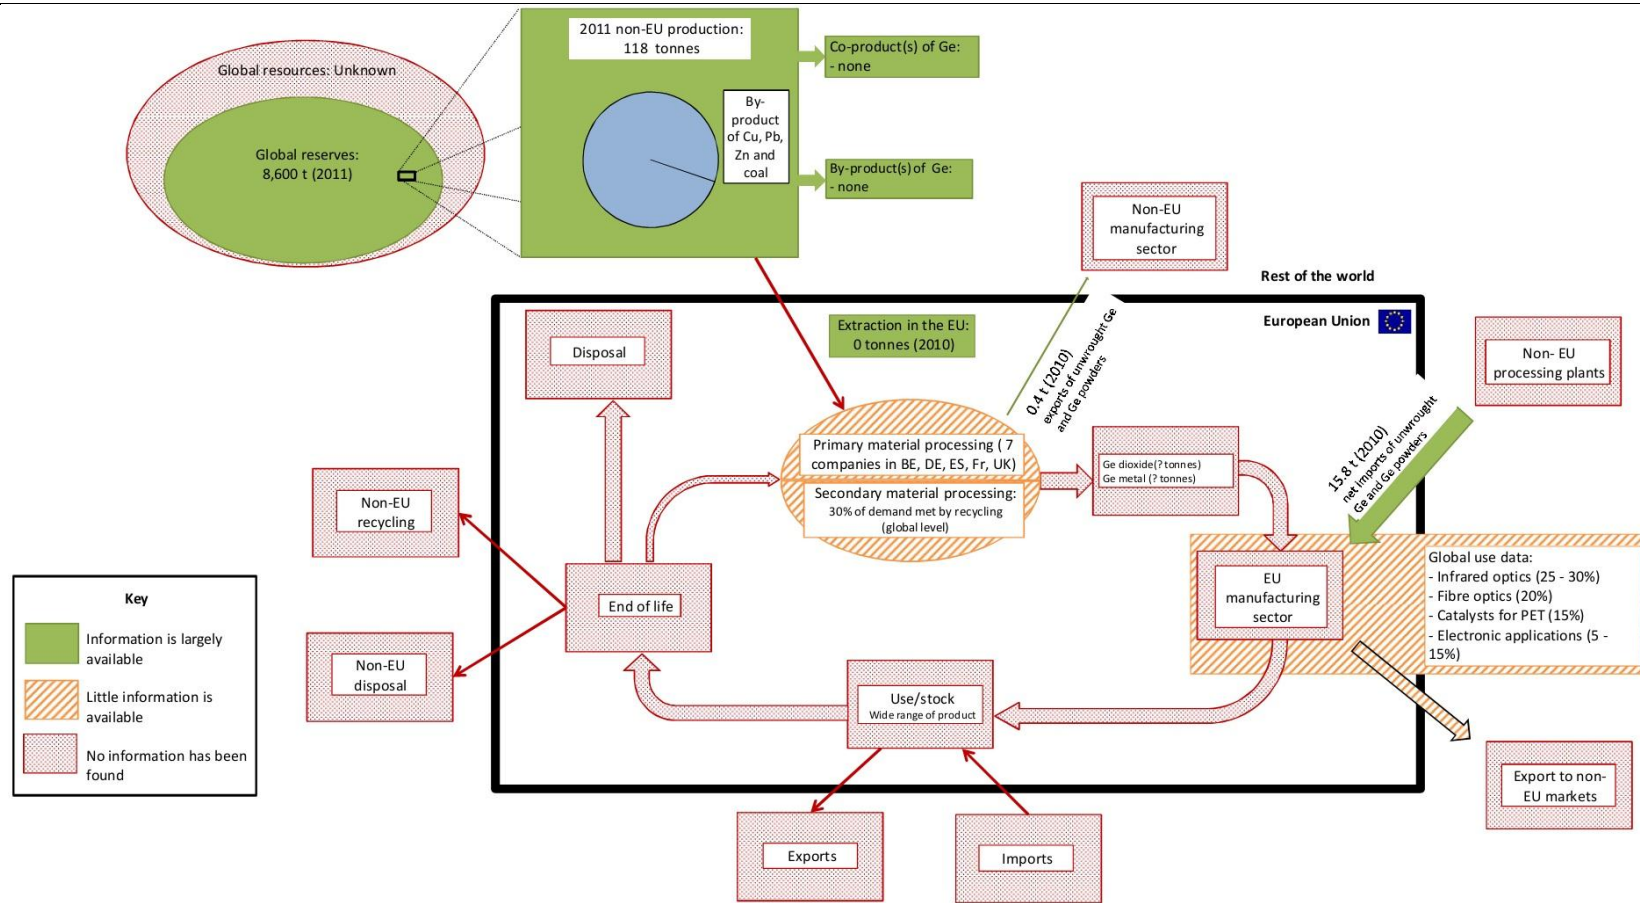 Global resources: Unknown
Global reserves:
8,600 t (2011)
2011 non-EU production:
118 tonnes
By-
product
of Cu, Pb,
Zn and
coal
Co-product(s) of Ge:
- none
By-product(s) of Ge:
- none
Non-EU
manufacturing
sector
Rest of the world
European Union
Extraction in the EU:
0 tonnes (2010)
0.4 t (2010)
exports of unwrought Ge
and Ge powders
Non- EU
processing plants
15.8 t (2010)
net imports of unwrought
Ge and Ge powders
Disposal
Primary material processing ( 7
companies in BE, DE, ES, Fr, UK)
Secondary material processing:
30% of demand met by recycling
(global level)
Ge dioxide(? tonnes)
Ge metal (? tonnes)
Non-EU
recycling
End of life
EU
manufacturing
sector
Global use data:
- Infrared optics (25 - 30%)
- Fibre optics (20%)
- Catalysts for PET (15%)
- Electronic applications (5 -
15%)
Non-EU
disposal
Use/stock
Wide range of product
Export to non-
EU markets
Exports
Imports
Key
Information is largely
available
Little information is
available
No information has been
found